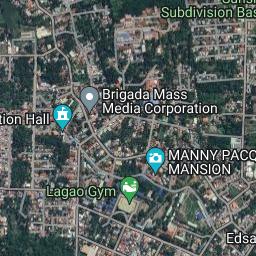 Subdivision Bas
Brigada Mass
Media Corporation
tion Hall
MANNY PACQ
MANSION
Lagao Gym
Edsa